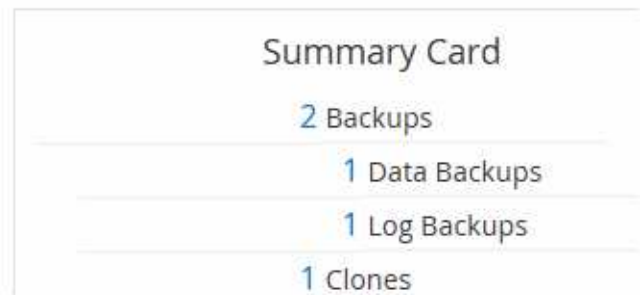 Summary Card
2 Backups
1 Data Backups
1 Log Backups
1 Clones